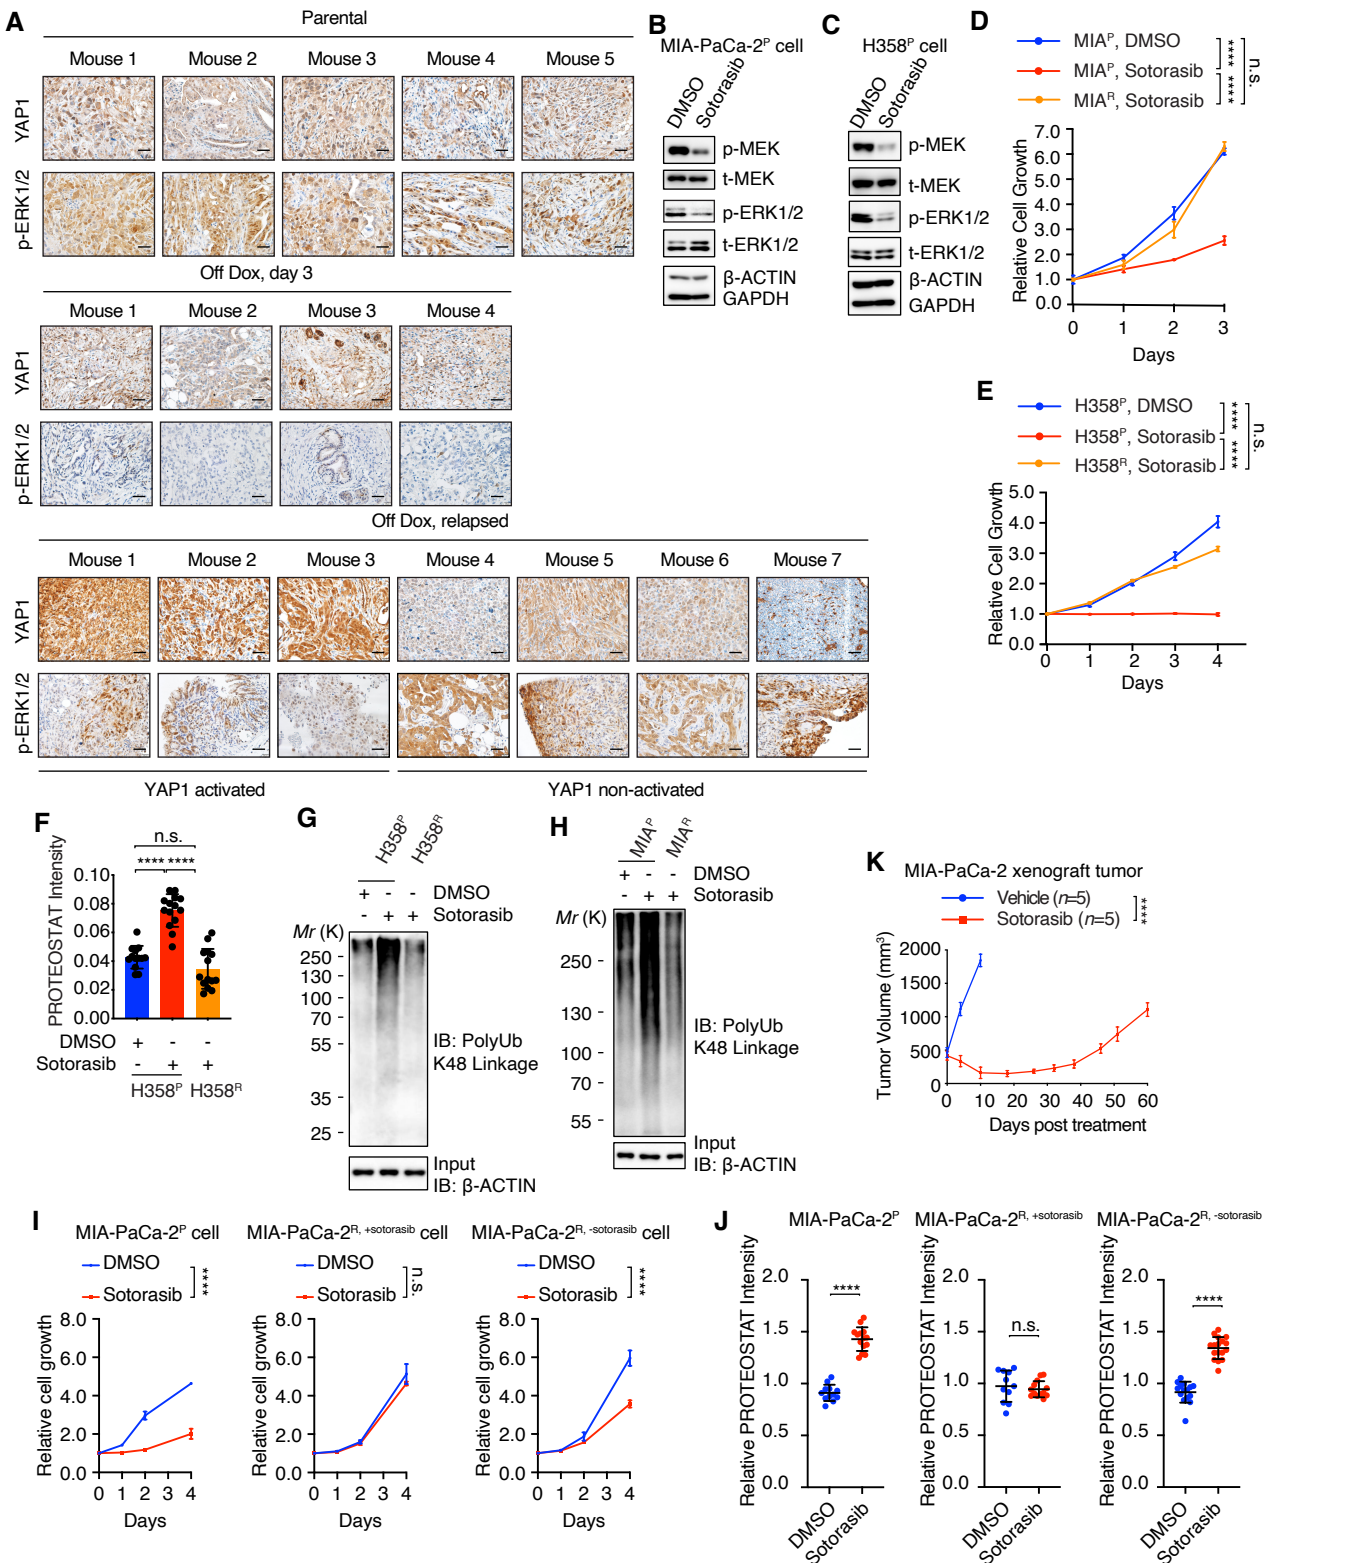 A
Parental
Mouse 1 Mouse 2 Mouse 3 Mouse 4 Mouse 5
YAP1
p-ERK1/2
Off Dox, day 3
Mouse 1 Mouse 2 Mouse 3 Mouse 4
YAP1
p-ERK1/2
Off Dox, relapsed
Mouse 1 Mouse 2 Mouse 3 Mouse 4 Mouse 5 Mouse 6 Mouse 7
YAP1
p-ERK1/2
YAP1 activated YAP1 non-activated
B
MIA-PaCa-2ᴾ cell
DMSO
Sotorasib
p-MEK
t-MEK
p-ERK1/2
t-ERK1/2
β-ACTIN
GAPDH
C
H358ᴾ cell
DMSO
Sotorasib
p-MEK
t-MEK
p-ERK1/2
t-ERK1/2
β-ACTIN
GAPDH
D
MIAᴾ, DMSO
MIAᴾ, Sotorasib
MIAᴿ, Sotorasib
**** ****
n.s.
Relative Cell Growth
7.0
6.0
5.0
4.0
3.0
2.0
1.0
0.0
0 1 2 3
Days
E
H358ᴾ, DMSO
H358ᴾ, Sotorasib
H358ᴿ, Sotorasib
**** ****
n.s.
Relative Cell Growth
5.0
4.0
3.0
2.0
1.0
0.0
0 1 2 3 4
Days
F
n.s.
**** ****
PROTEOSTAT Intensity
0.10
0.08
0.06
0.04
0.02
0.00
DMSO + - -
Sotorasib - + +
H358ᴾ H358ᴿ
G
H358ᴾ H358ᴿ
+ - - DMSO
- + + Sotorasib
Mr (K)
250
130
100
70
55
35
25
IB: PolyUb
K48 Linkage
Input
IB: β-ACTIN
H
MIAᴾ MIAᴿ
DMSO + - -
Sotorasib - + +
Mr (K)
250
130
100
70
55
IB: PolyUb
K48 Linkage
Input
IB: β-ACTIN
K
MIA-PaCa-2 xenograft tumor
Vehicle (n=5)
Sotorasib (n=5)
****
Tumor Volume (mm³)
2000
1500
1000
500
0
0 10 20 30 40 50 60
Days post treatment
I
MIA-PaCa-2ᴾ cell
DMSO
Sotorasib
****
Relative cell growth
8.0
6.0
4.0
2.0
0.0
0 1 2 3 4
Days
MIA-PaCa-2ᴿ, ⁺sotorasib cell
DMSO
Sotorasib
n.s.
Relative cell growth
8.0
6.0
4.0
2.0
0.0
0 1 2 3 4
Days
MIA-PaCa-2ᴿ, ⁻sotorasib cell
DMSO
Sotorasib
****
Relative cell growth
8.0
6.0
4.0
2.0
0.0
0 1 2 3 4
Days
J
MIA-PaCa-2ᴾ
****
Relative PROTEOSTAT Intensity
2.0
1.5
1.0
0.5
0.0
DMSO
Sotorasib
MIA-PaCa-2ᴿ, ⁺sotorasib
n.s.
Relative PROTEOSTAT Intensity
2.0
1.5
1.0
0.5
0.0
DMSO
Sotorasib
MIA-PaCa-2ᴿ, ⁻sotorasib
****
Relative PROTEOSTAT Intensity
2.0
1.5
1.0
0.5
0.0
DMSO
Sotorasib